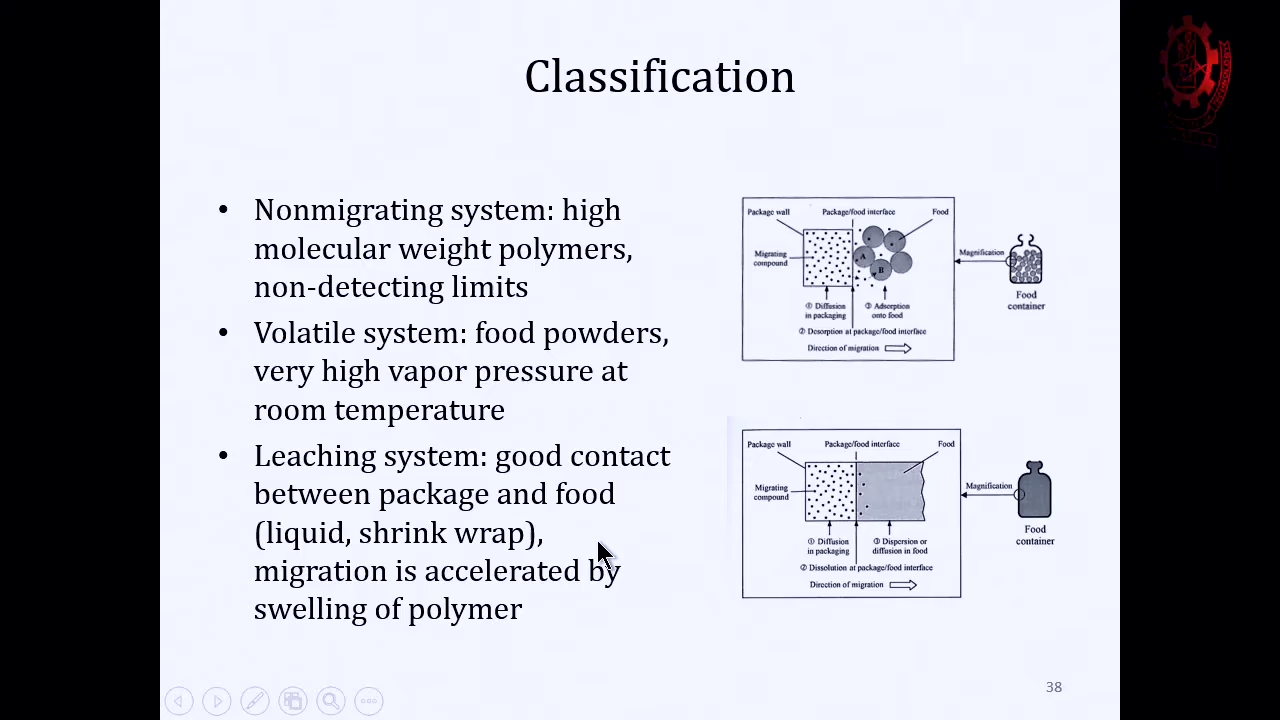 Classification
• Nonmigrating system: high
molecular weight polymers,
non-detecting limits
• Volatile system: food powders,
very high vapor pressure at
room temperature
• Leaching system: good contact
between package and food
(liquid, shrink wrap),
migration is accelerated by
swelling of polymer
Package wall
Package/food interface
Food
Migrating
compound
A
B
Magnification
Food
container
① Diffusion
in packaging
③ Adsorption
onto food
② Desorption at package/food interface
Direction of migration
Package wall
Package/food interface
Food
Migrating
compound
Magnification
Food
container
① Diffusion
in packaging
③ Dispersion or
diffusion in food
② Dissolution at package/food interface
Direction of migration
38